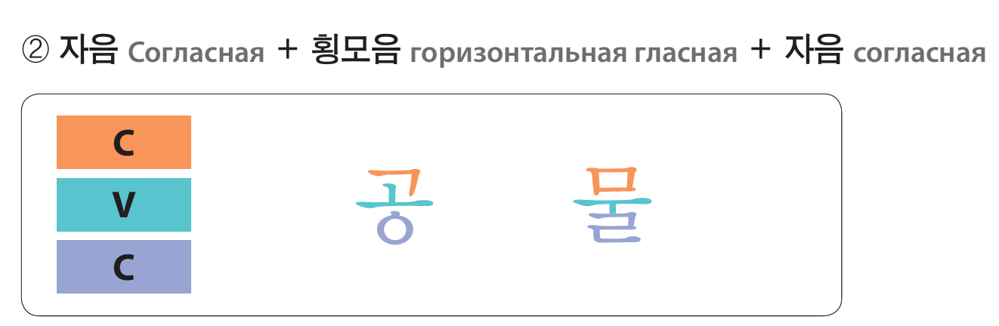 ② 자음 Согласная + 횡모음 горизонтальная гласная + 자음 согласная
C
V
C
공 물